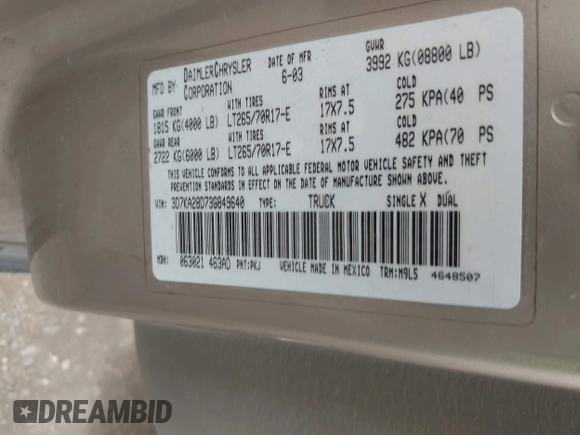 MFD BY DAIMLERCHRYSLER CORPORATION DATE OF MFR 6-03 GVWR 3992 KG(08800 LB)
GAWR FRONT WITH TIRES RIMS AT COLD
1815 KG(4000 LB) LT265/70R17-E 17X7.5 275 KPA(40 PS
GAWR REAR WITH TIRES RIMS AT COLD
2722 KG(6000 LB) LT265/70R17-E 17X7.5 482 KPA(70 PS
THIS VEHICLE CONFORMS TO ALL APPLICABLE FEDERAL MOTOR VEHICLE SAFETY AND THEFT
PREVENTION STANDARDS IN EFFECT ON THE DATE OF MANUFACTURE SHOWN ABOVE.
VIN: 3D7KA28D73G849640 TYPE: TRUCK SINGLE X DUAL
MDH: 063021 463AD PNT:PKJ VEHICLE MADE IN MEXICO TRM:M9L5 4648507
DREAMBID